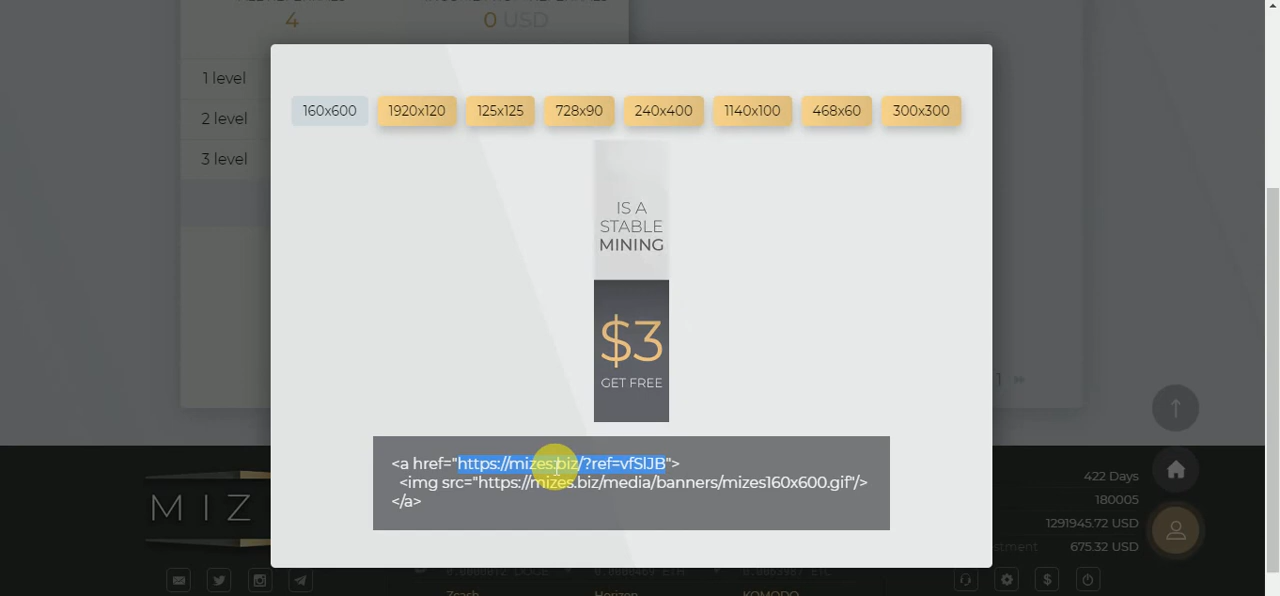 4
0 USD
1 level
2 level
3 level
160x600
1920x120
125x125
728x90
240x400
1140x100
468x60
300x300
IS A
STABLE
MINING
$3
GET FREE
<a href="https://mizes.biz/?ref=vfSlJB">
<img src="https://mizes.biz/media/banners/mizes160x600.gif"/>
</a>
1 »
MIZ
422 Days
180005
1291945.72 USD
675.32 USD
Zcash
Horizen
KOMODO